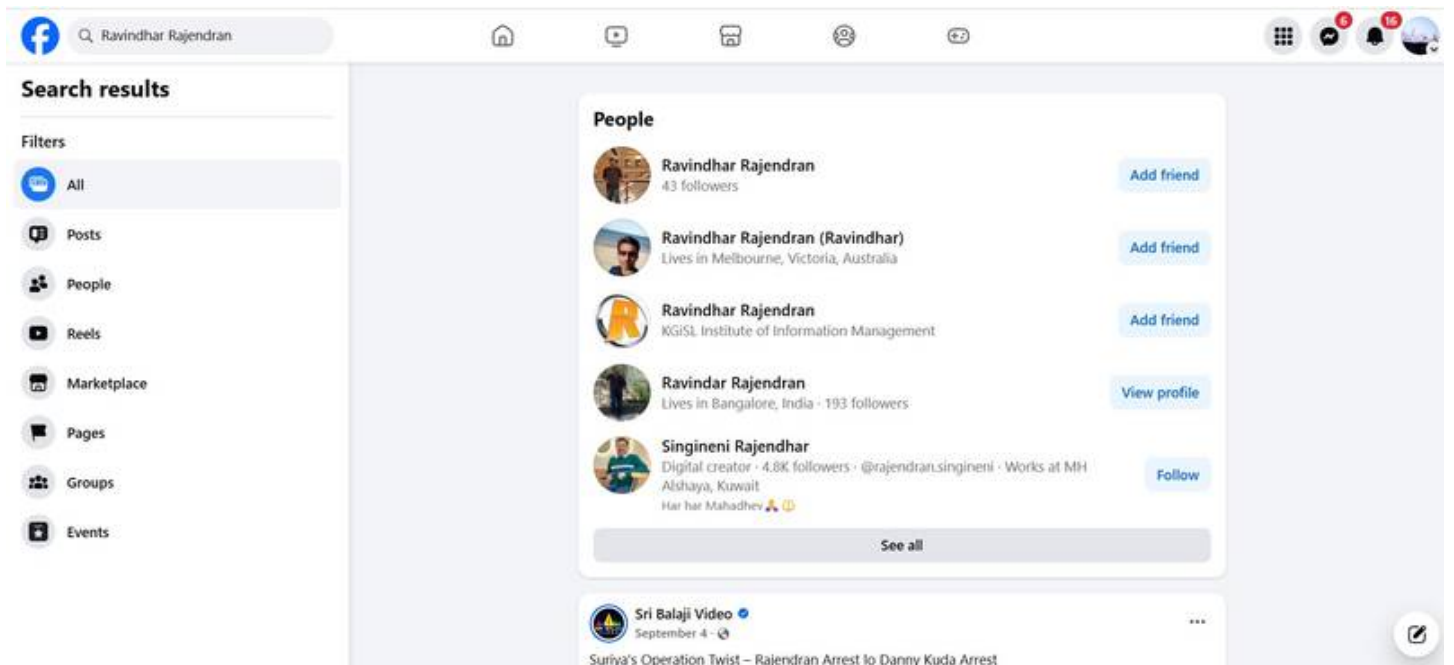 Ravindhar Rajendran
6
16
Search results
Filters
All
Posts
People
Reels
Marketplace
Pages
Groups
Events
People
Ravindhar Rajendran
43 followers
Add friend
Ravindhar Rajendran (Ravindhar)
Lives in Melbourne, Victoria, Australia
Add friend
Ravindhar Rajendran
KGiSL Institute of Information Management
Add friend
Ravindar Rajendran
Lives in Bangalore, India · 193 followers
View profile
Singineni Rajendhar
Digital creator · 4.8K followers · @rajendran.singineni · Works at MH
Alshaya, Kuwait
Har har Mahadhev🙏🕉️
Follow
See all
Sri Balaji Video
September 4 ·
Suriya's Operation Twist – Rajendran Arrest lo Danny Kuda Arrest